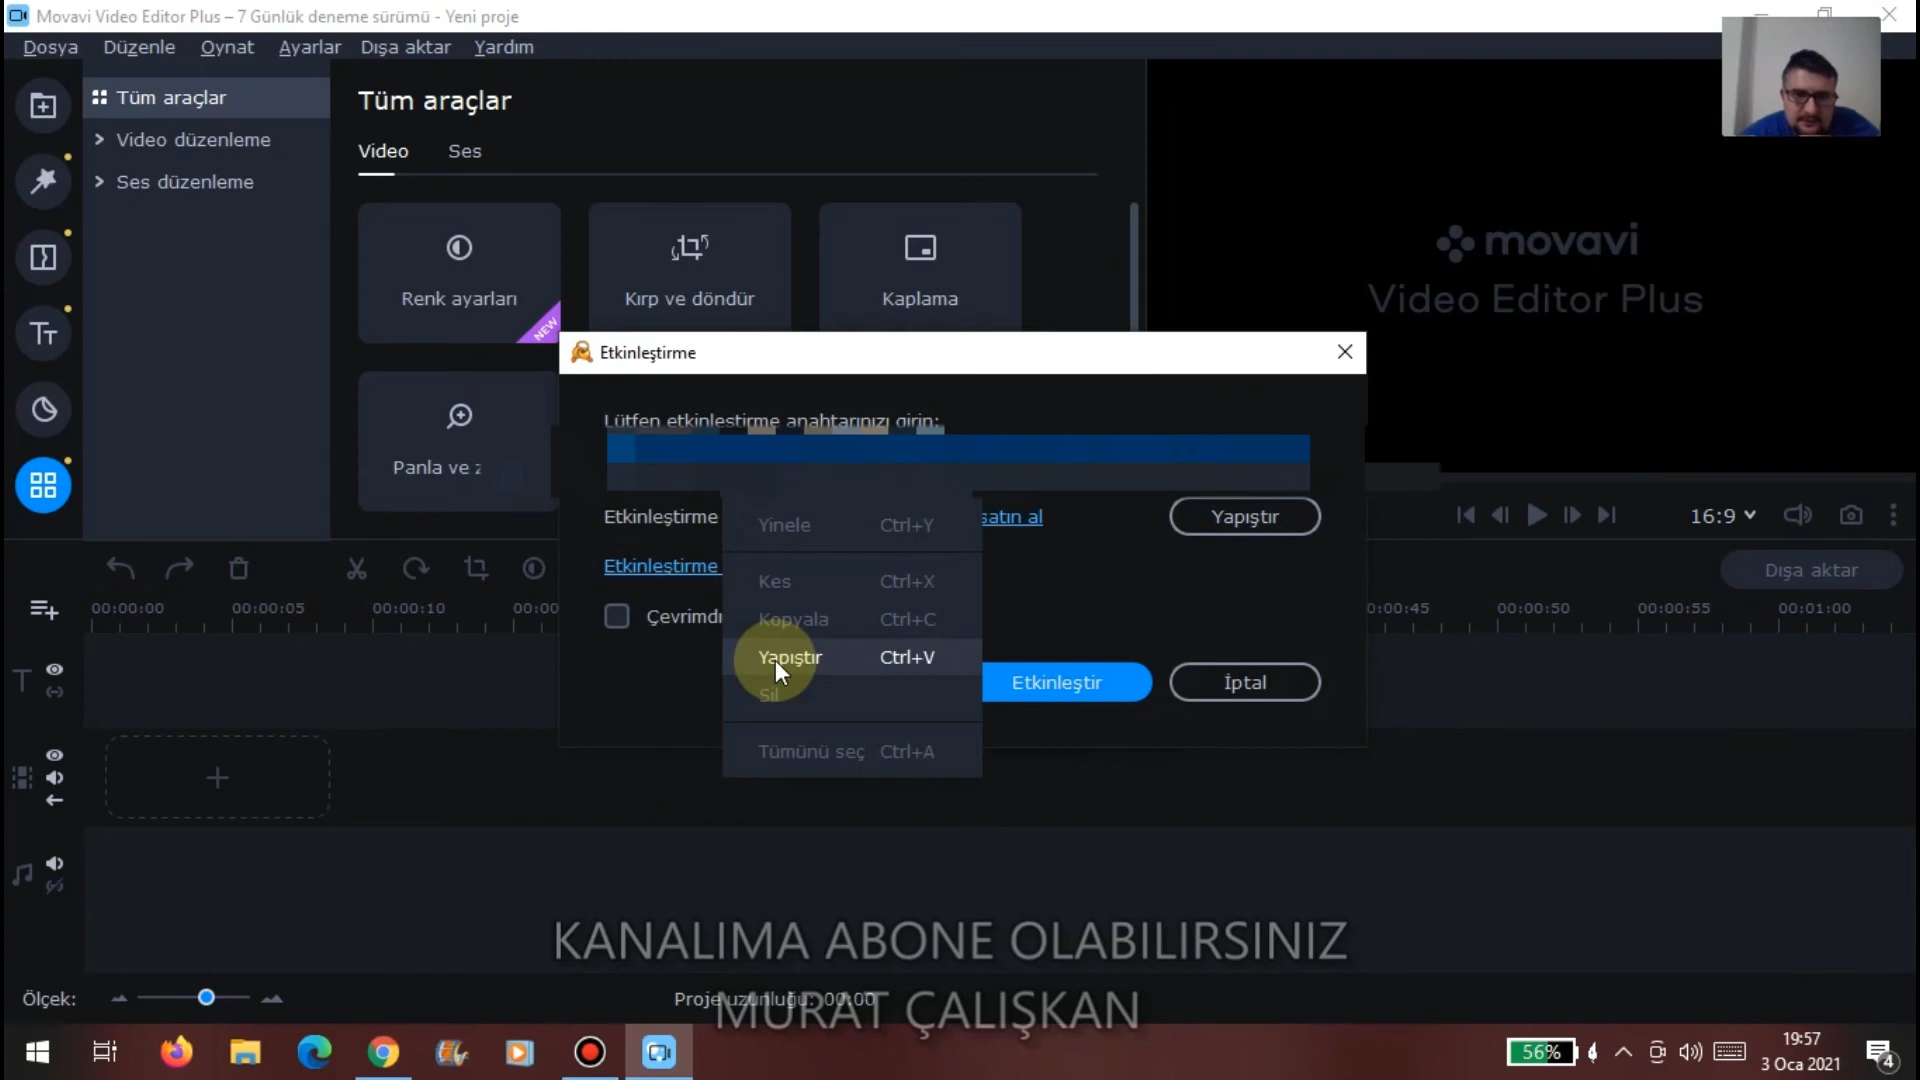 Movavi Video Editor Plus – 7 Günlük deneme sürümü - Yeni proje
Dosya Düzenle Oynat Ayarlar Dışa aktar Yardım
Tüm araçlar
Video düzenleme
Ses düzenleme
Tüm araçlar
Video Ses
Renk ayarları
NEW
Kırp ve döndür
Kaplama
Panla ve
movavi
Video Editor Plus
Etkinleştirme
Lütfen etkinleştirme anahtarınızı girin:
Etkinleştirme
satın al
Yapıştır
Etkinleştirme
Yinele Ctrl+Y
Kes Ctrl+X
Kopyala Ctrl+C
Yapıştır Ctrl+V
Sil
Tümünü seç Ctrl+A
Etkinleştir
İptal
16:9
Dışa aktar
00:00:00 00:00:05 00:00:10 00:00:50 00:00:55 00:01:00
KANALIMA ABONE OLABILIRSINIZ
MURAT ÇALIŞKAN
Ölçek:
Proje uzunluğu: 00:00
56%
19:57
3 Oca 2021
4